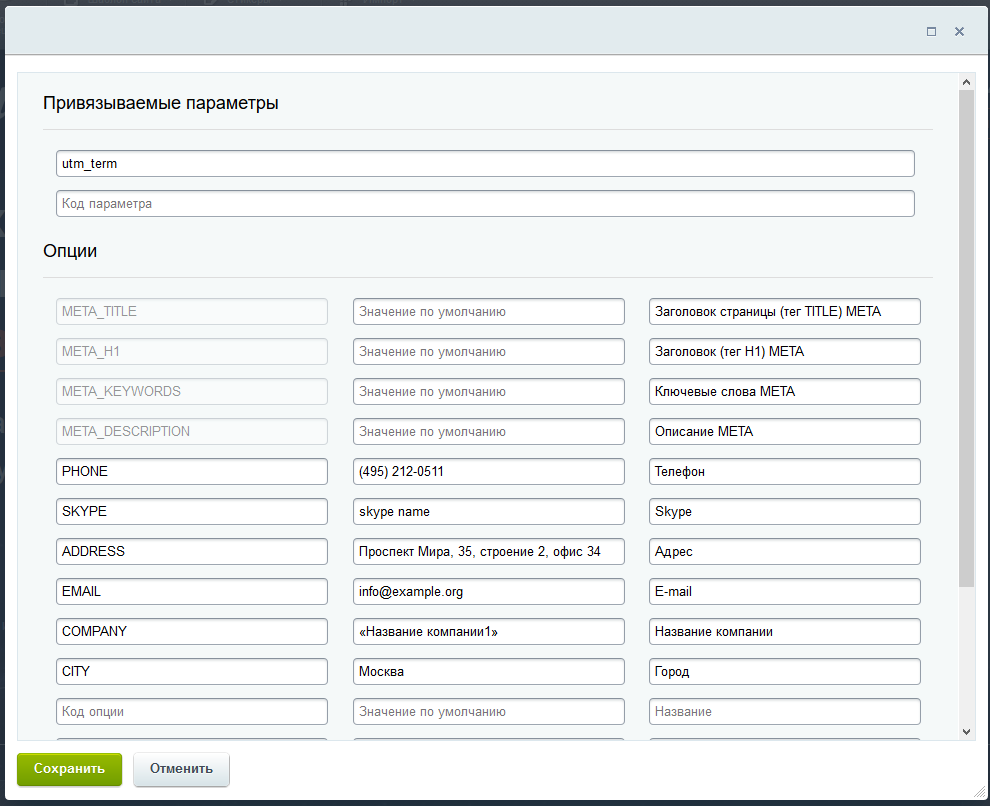 Привязываемые параметры
utm_term
Код параметра
Опции
META_TITLE Значение по умолчанию Заголовок страницы (тег TITLE) META
META_H1 Значение по умолчанию Заголовок (тег H1) META
META_KEYWORDS Значение по умолчанию Ключевые слова META
META_DESCRIPTION Значение по умолчанию Описание META
PHONE (495) 212-0511 Телефон
SKYPE skype name Skype
ADDRESS Проспект Мира, 35, строение 2, офис 34 Адрес
EMAIL info@example.org E-mail
COMPANY «Название компании1» Название компании
CITY Москва Город
Код опции Значение по умолчанию Название
Сохранить Отменить